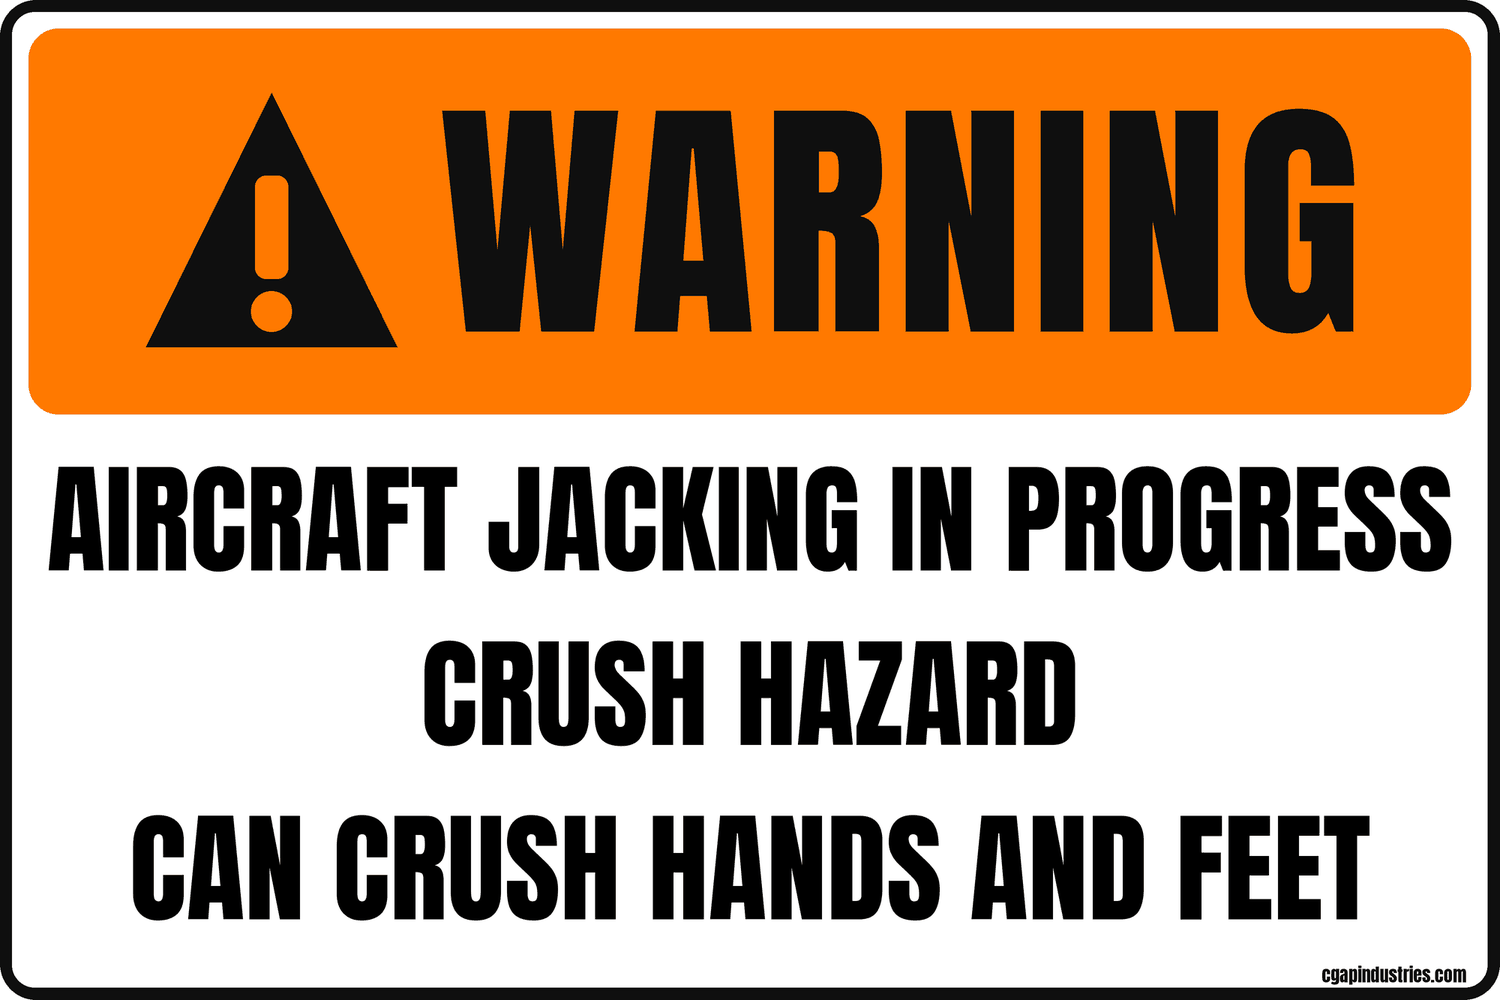 WARNING
AIRCRAFT JACKING IN PROGRESS
CRUSH HAZARD
CAN CRUSH HANDS AND FEET
cgapindustries.com